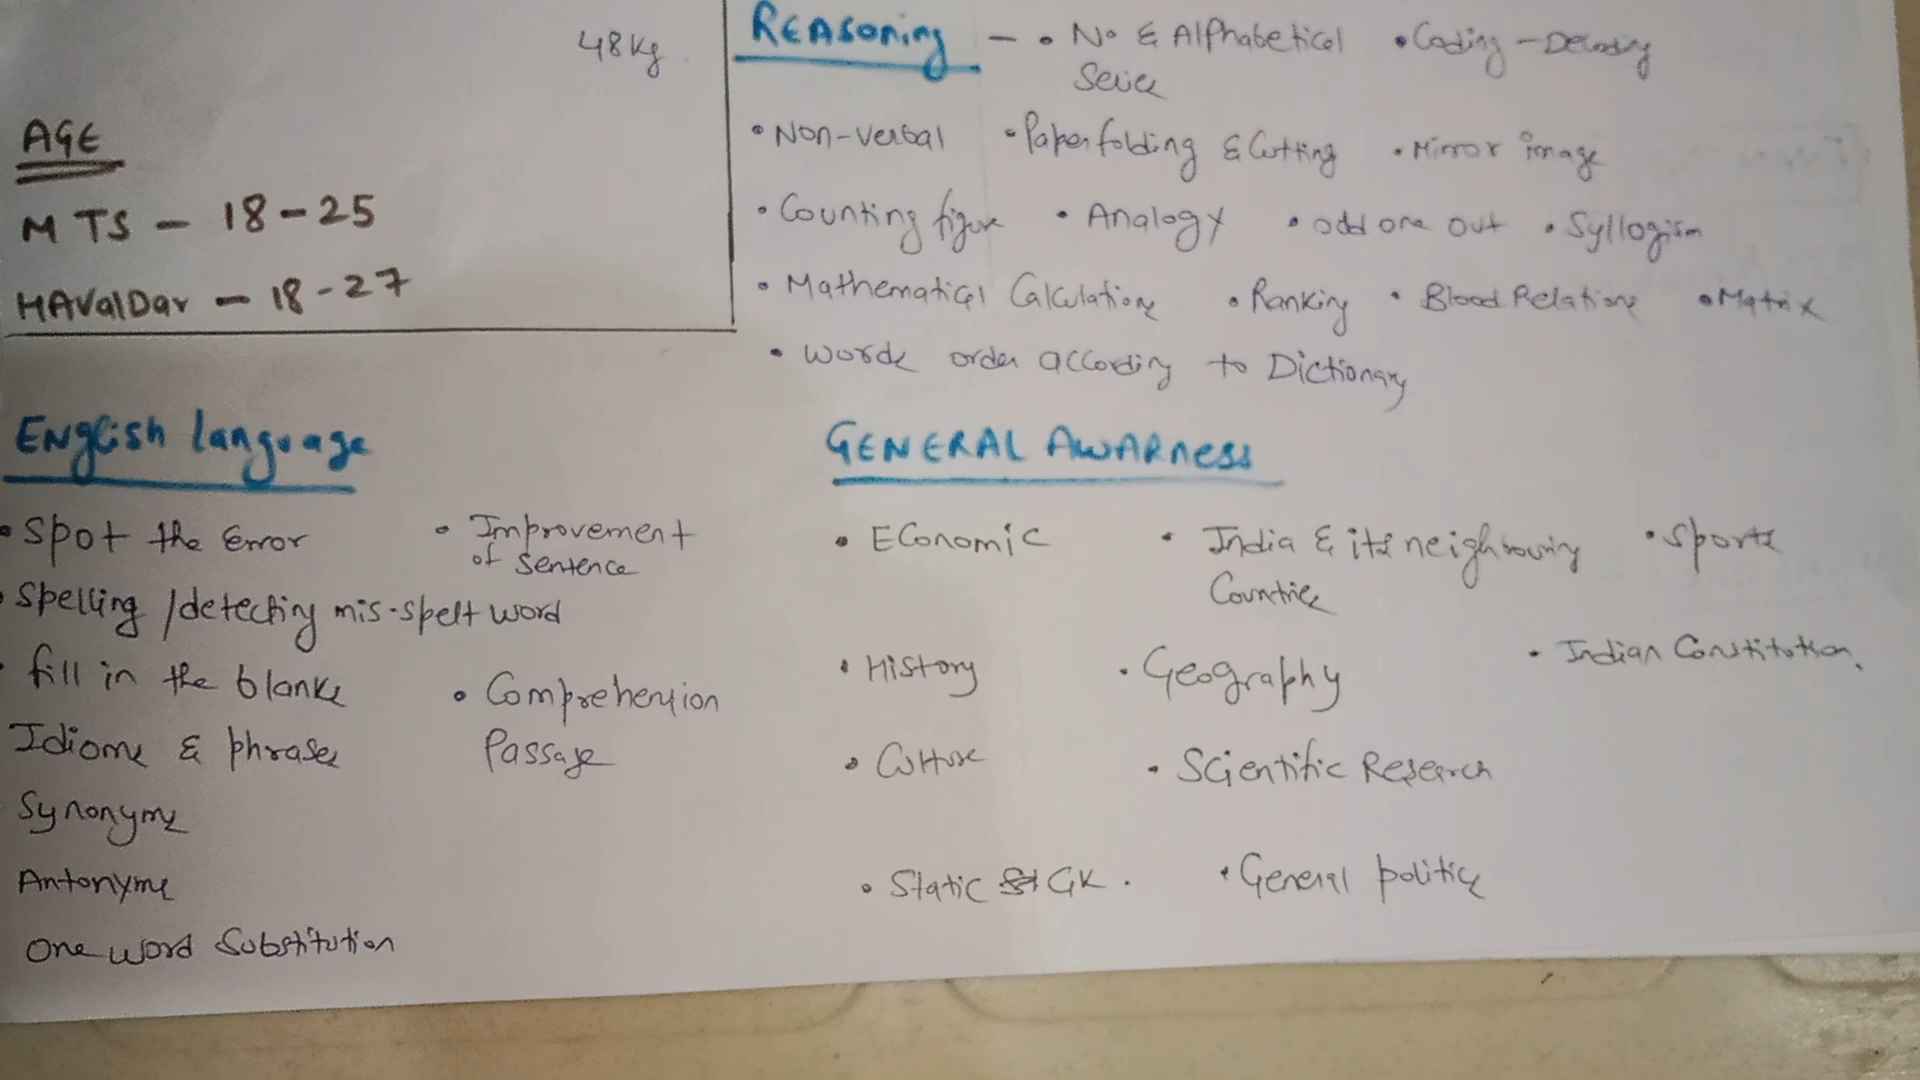 48kg
AGE
MTS - 18-25
HAValDar - 18-27
REASoning - • No & Alphabetical • Coding - Decoding
Series
• Non-verbal • Paper folding & Cutting • Mirror image
• Counting figure • Analogy • odd one out • Syllogism
• Mathematical Calculations • Ranking • Blood Relations • Matrix
• words order according to Dictionary
English language
• Spot the Error • Improvement
of Sentence
• Spelling / detecting mis-spelt word
• fill in the blanks • Comprehension
Idioms & phrases Passage
Synonyms
Antonyms
One word Substitution
GENERAL AWARness
• Economic • India & its neighbouring • Sports
Countries
• History • Geography • Indian Constitution.
• Culture • Scientific Research
• Static GK. • General politics